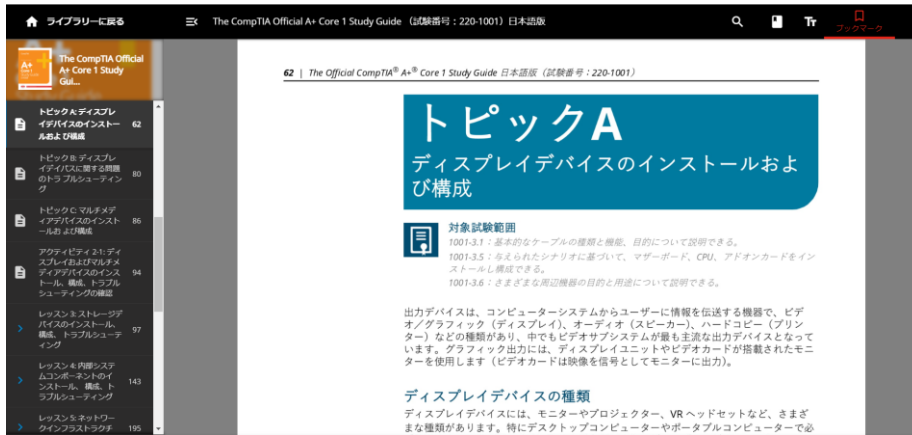 ライブラリーに戻る
The CompTIA Official A+ Core 1 Study Guide （試験番号：220-1001）日本語版
ブックマーク
The CompTIA Official
A+ Core 1 Study
Gui...
トピック A: ディスプレ
イデバイスのインストー 62
ルおよ び構成
トピック B: ディスプレ
イデイバスに関する問題 80
のトラ ブルシューティン
グ
トピック C: マルチメデ
ィアデバイスのインスト 86
ールお よび構成
アクティビティ 2-1: ディ
スプレイおよびマルチメ
ディアデバイスのインス 94
トール、構成、トラブル
シューティングの確認
レッスン 3: ストレージデ
バイスのインストール、 97
構成、 トラブルシューテ
ィング
レッスン 4: 内部システ
ムコンポーネントのイ 143
ンストール、 構成、 ト
ラブルシューティング
レッスン 5: ネットワー
クインフラストラクチ 195
62 | The Official CompTIA® A+® Core 1 Study Guide 日本語版（試験番号：220-1001）
トピックA
ディスプレイデバイスのインストールおよ
び構成
対象試験範囲
1001-3.1：基本的なケーブルの種類と機能、目的について説明できる。
1001-3.5：与えられたシナリオに基づいて、マザーボード、CPU、アドオンカードをイン
ストールし構成できる。
1001-3.6：さまざまな周辺機器の目的と用途について説明できる。
出力デバイスは、コンピューターシステムからユーザーに情報を伝送する機器で、ビデ
オ／グラフィック（ディスプレイ）、オーディオ（スピーカー）、ハードコピー（プリン
ター）などの種類があり、中でもビデオサブシステムが最も主流な出力デバイスとなって
います。グラフィック出力には、ディスプレイユニットやビデオカードが搭載されたモニ
ターを使用します（ビデオカードは映像を信号としてモニターに出力）。
ディスプレイデバイスの種類
ディスプレイデバイスには、モニターやプロジェクター、VR ヘッドセットなど、さまざ
まな種類があります。特にデスクトップコンピューターやポータブルコンピューターで必